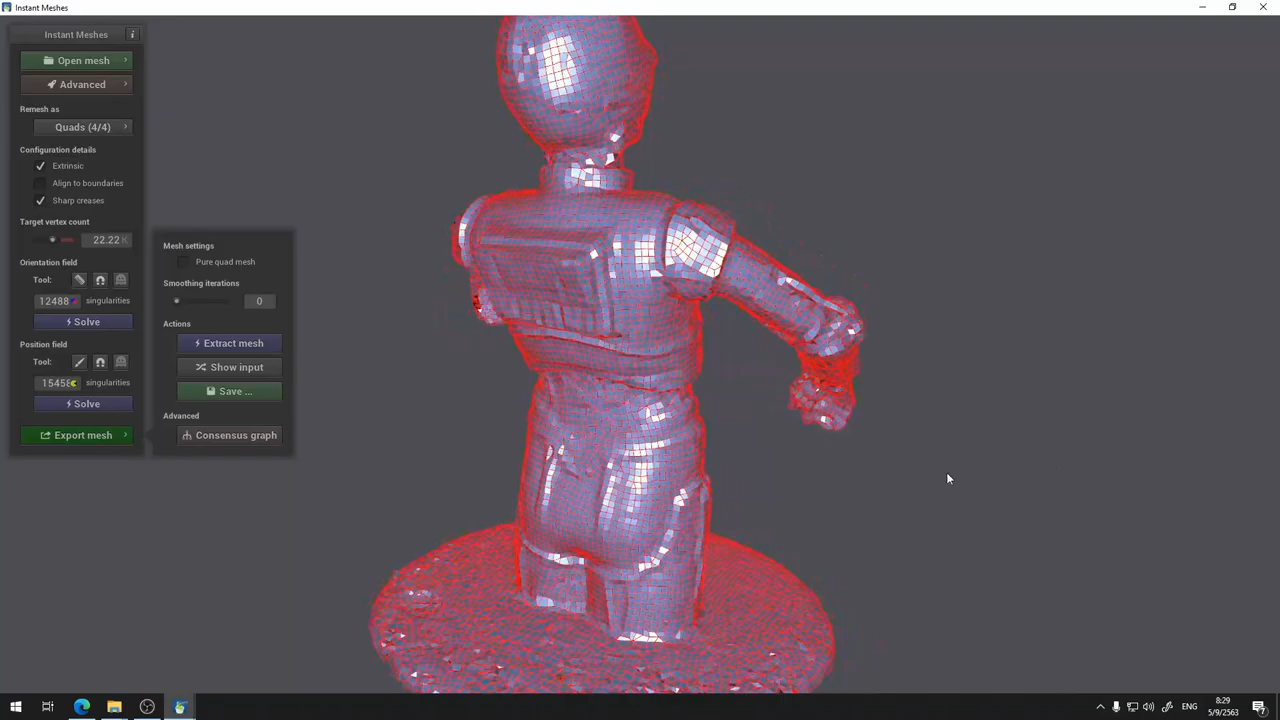 Instant Meshes
Instant Meshes
i
Open mesh
Advanced
Remesh as
Quads (4/4)
Configuration details
Extrinsic
Align to boundaries
Sharp creases
Target vertex count
22.22 K
Orientation field
Tool:
12488 singularities
Solve
Position field
Tool:
15458 singularities
Solve
Export mesh
Mesh settings
Pure quad mesh
Smoothing iterations
0
Actions
Extract mesh
Show input
Save ...
Advanced
Consensus graph
ENG
8:29
5/9/2563